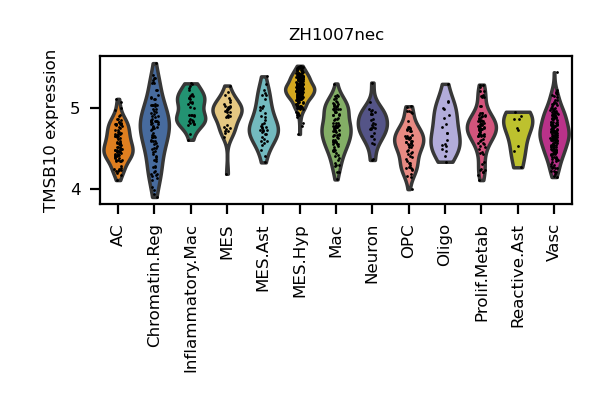 ZH1007nec
TMSB10 expression
5
4
AC
Chromatin.Reg
Inflammatory.Mac
MES
MES.Ast
MES.Hyp
Mac
Neuron
OPC
Oligo
Prolif.Metab
Reactive.Ast
Vasc